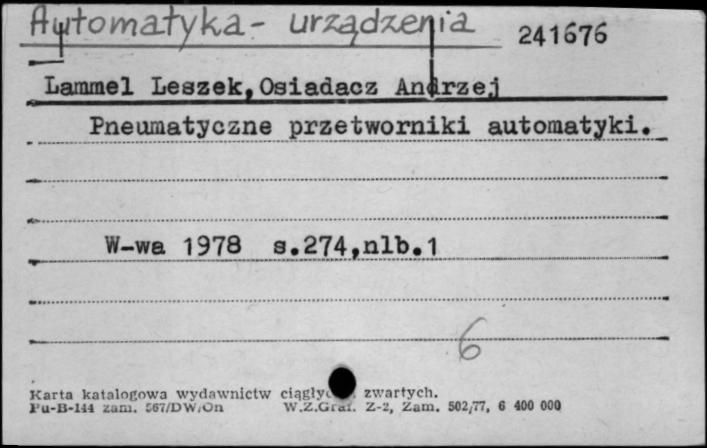 Automatyka - urządzenia 241676
Lammel Leszek, Osiadacz Andrzej
Pneumatyczne przetworniki automatyki.
W-wa 1978 s.274,nlb.1
6
Karta katalogowa wydawnictw zwartych.
Pu-B-144 zam. 567/DW/On W.Z.Graf. Z-2, Zam. 502/77, 6 400 000